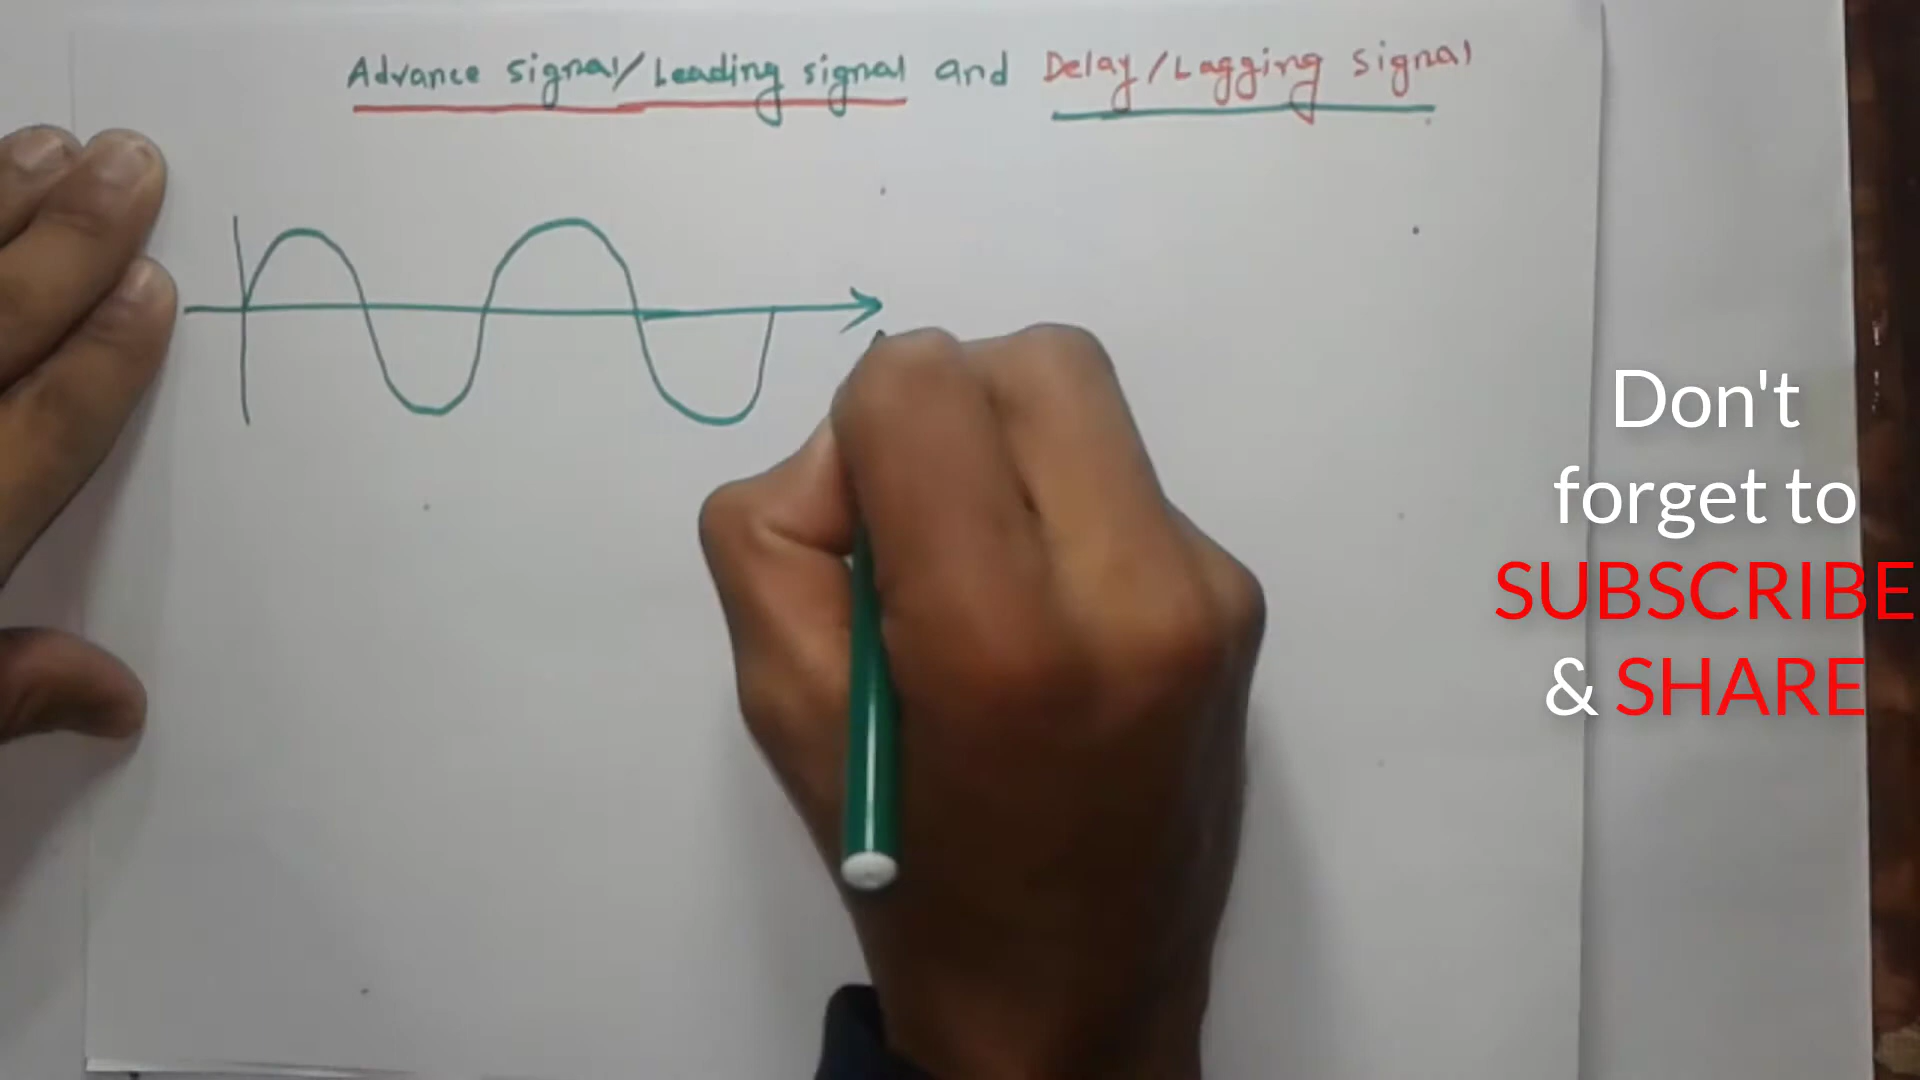 Advance signal/Leading signal and Delay/Lagging signal
Don't
forget to
SUBSCRIBE
& SHARE